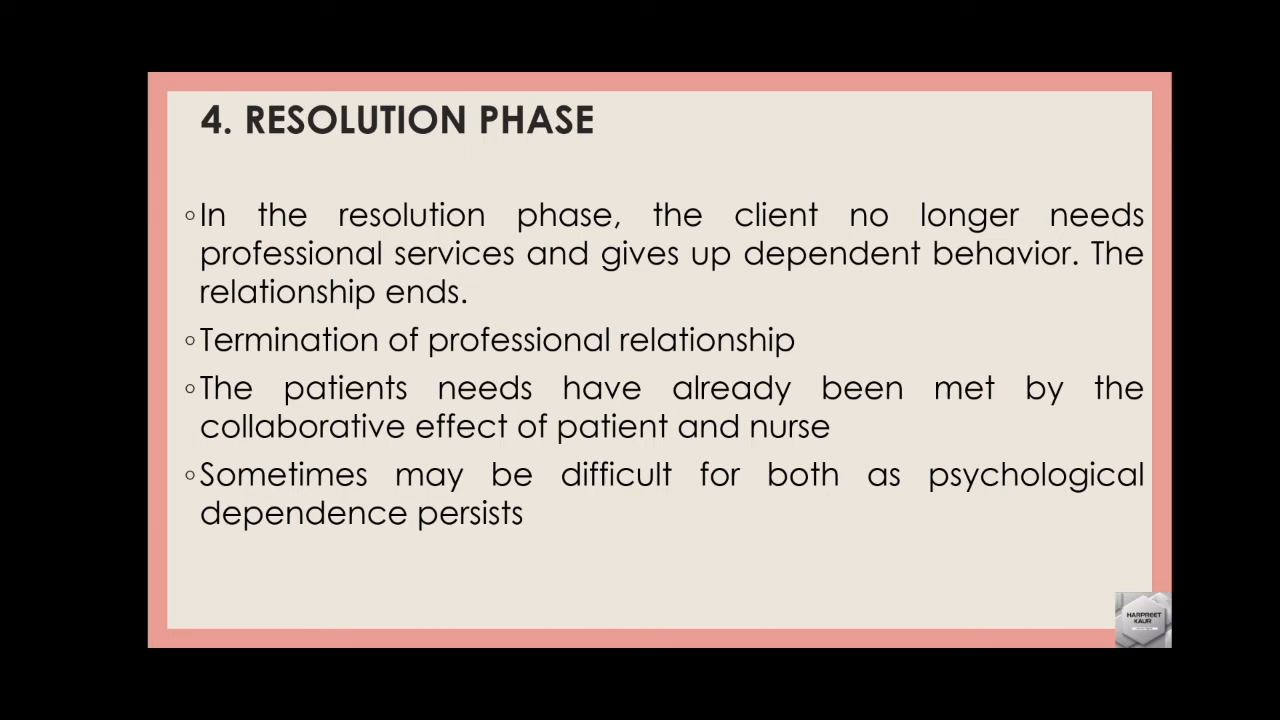 4. RESOLUTION PHASE
◦In the resolution phase, the client no longer needs
professional services and gives up dependent behavior. The
relationship ends.
◦Termination of professional relationship
◦The patients needs have already been met by the
collaborative effect of patient and nurse
◦Sometimes may be difficult for both as psychological
dependence persists
HARPREET
KAUR